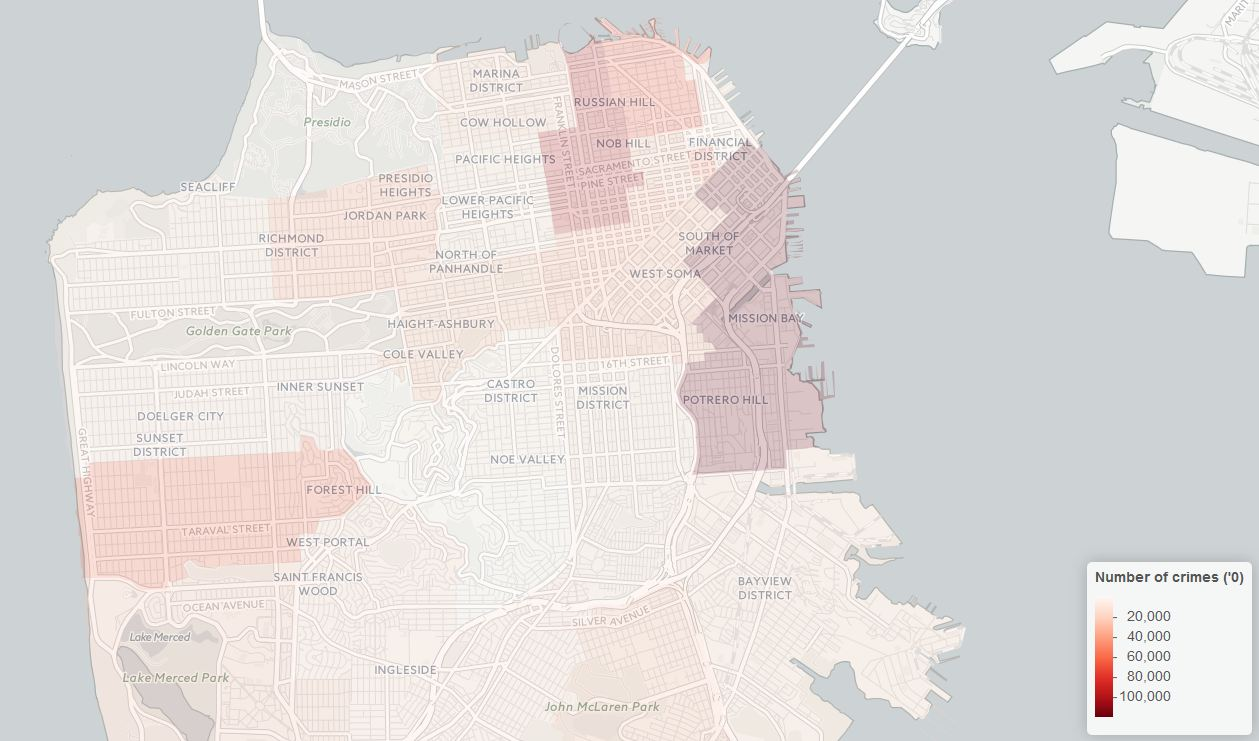 MARIT
MASON STREET
MARINA
DISTRICT
Presidio
COW HOLLOW
FRANKLIN STREET
RUSSIAN HILL
NOB HILL
FINANCIAL
DISTRICT
PACIFIC HEIGHTS
SACRAMENTO STREET
PINE STREET
SEACLIFF
PRESIDIO
HEIGHTS
JORDAN PARK
LOWER PACIFIC
HEIGHTS
RICHMOND
DISTRICT
NORTH OF
PANHANDLE
SOUTH OF
MARKET
WEST SOMA
FULTON STREET
Golden Gate Park
HAIGHT-ASHBURY
MISSION BAY
COLE VALLEY
LINCOLN WAY
16TH STREET
INNER SUNSET
JUDAH STREET
CASTRO
DISTRICT
DOLORES STREET
MISSION
DISTRICT
POTRERO HILL
DOELGER CITY
SUNSET
DISTRICT
GREAT HIGHWAY
NOE VALLEY
FOREST HILL
TARAVAL STREET
WEST PORTAL
SAINT FRANCIS
WOOD
BAYVIEW
DISTRICT
OCEAN AVENUE
SILVER AVENUE
Lake Merced
Lake Merced Park
INGLESIDE
John McLaren Park
Number of crimes ('0)
20,000
40,000
60,000
80,000
100,000